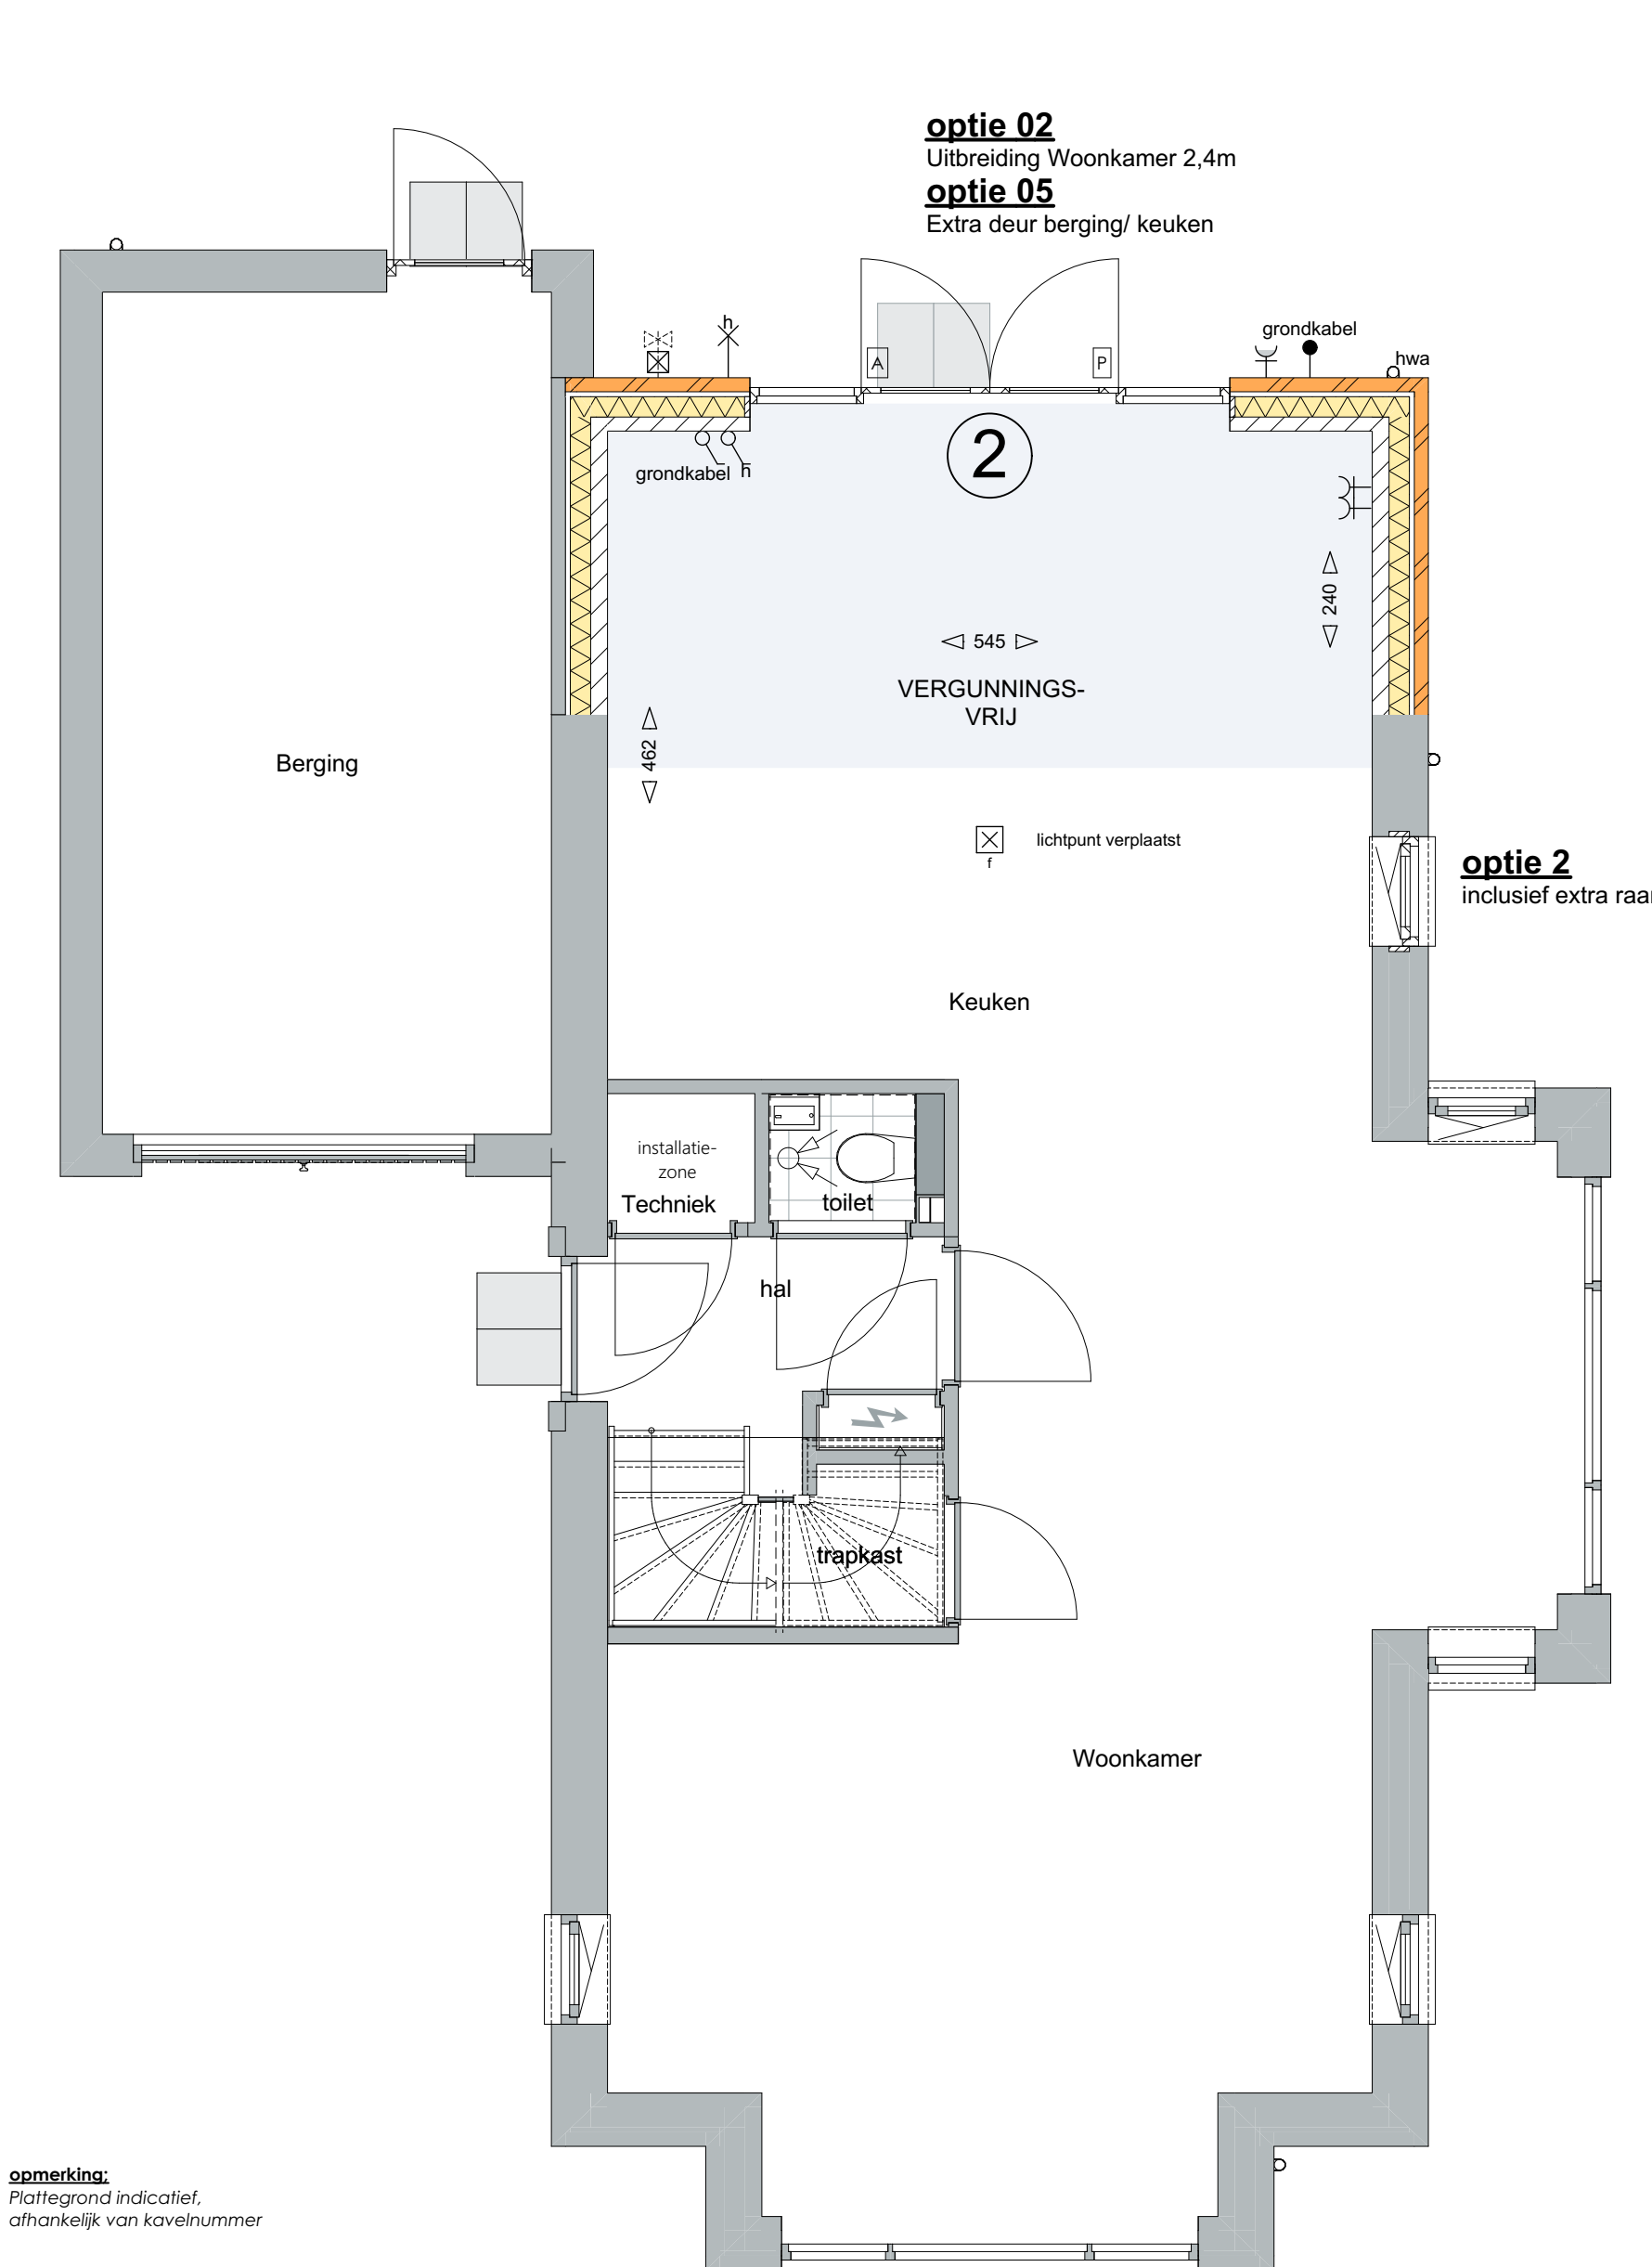 optie 02
Uitbreiding Woonkamer 2,4m
optie 05
Extra deur berging/ keuken
h
grondkabel
hwa
A
P
2
grondkabel
h
240
545
VERGUNNINGS-
VRIJ
462
Berging
lichtpunt verplaatst
f
optie 2
inclusief extra raa
Keuken
installatie-
zone
Techniek
toilet
hal
trapkast
Woonkamer
opmerking;
Plattegrond indicatief,
afhankelijk van kavelnummer